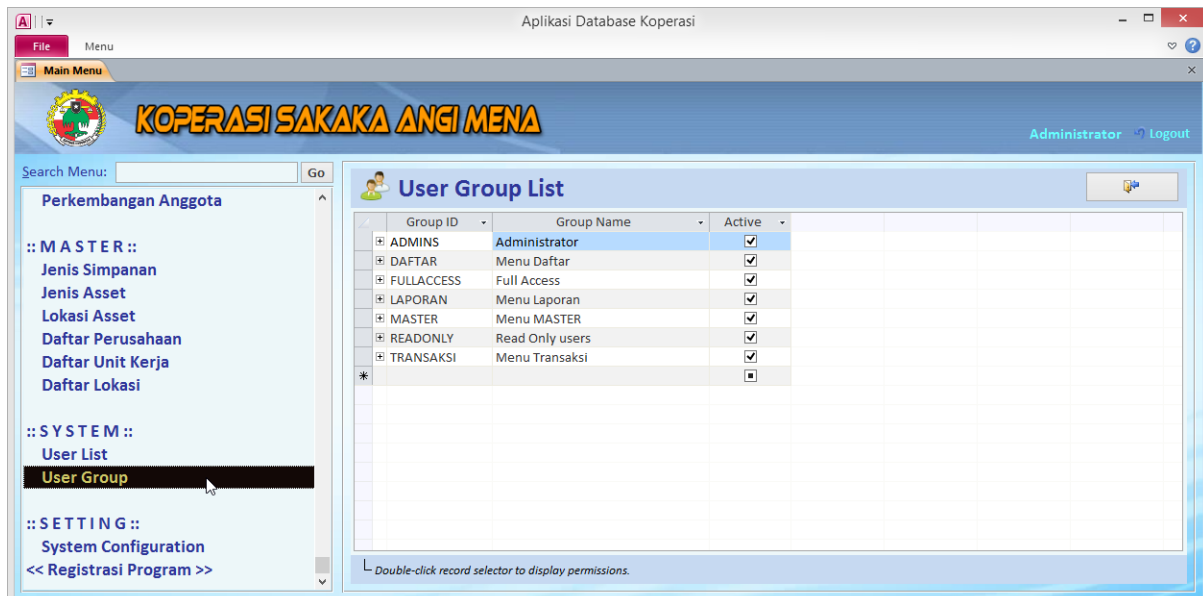 Aplikasi Database Koperasi
File Menu
Main Menu
KOPERASI SAKAKA ANGI MENA
Administrator Logout
Search Menu: Go
Perkembangan Anggota
:: M A S T E R ::
Jenis Simpanan
Jenis Asset
Lokasi Asset
Daftar Perusahaan
Daftar Unit Kerja
Daftar Lokasi
:: S Y S T E M ::
User List
User Group
:: S E T T I N G ::
System Configuration
<< Registrasi Program >>
User Group List
Group ID Group Name Active
ADMINS Administrator
DAFTAR Menu Daftar
FULLACCESS Full Access
LAPORAN Menu Laporan
MASTER Menu MASTER
READONLY Read Only users
TRANSAKSI Menu Transaksi
Double-click record selector to display permissions.